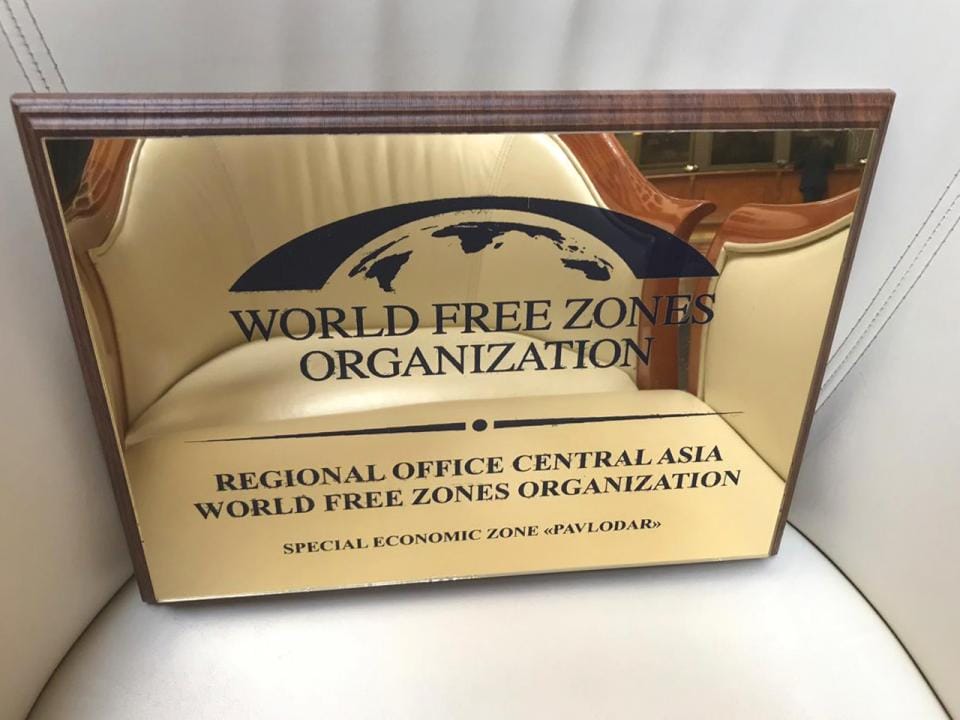 WORLD FREE ZONES
ORGANIZATION
REGIONAL OFFICE CENTRAL ASIA
WORLD FREE ZONES ORGANIZATION
SPECIAL ECONOMIC ZONE «PAVLODAR»